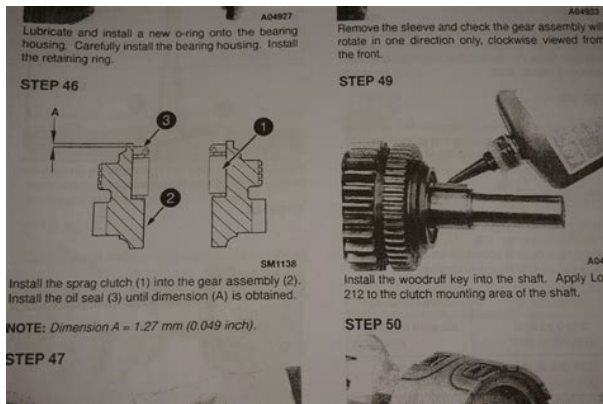 A04927
Lubricate and install a new o-ring onto the bearing
housing. Carefully install the bearing housing. Install
the retaining ring.
STEP 46
A
3
1
2
SM1138
Install the sprag clutch (1) into the gear assembly (2).
Install the oil seal (3) until dimension (A) is obtained.
NOTE: Dimension A = 1.27 mm (0.049 inch).
STEP 47
Remove the sleeve and check the gear assembly will
rotate in one direction only, clockwise viewed from
the front.
STEP 49
A04
Install the woodruff key into the shaft. Apply Lo
212 to the clutch mounting area of the shaft.
STEP 50